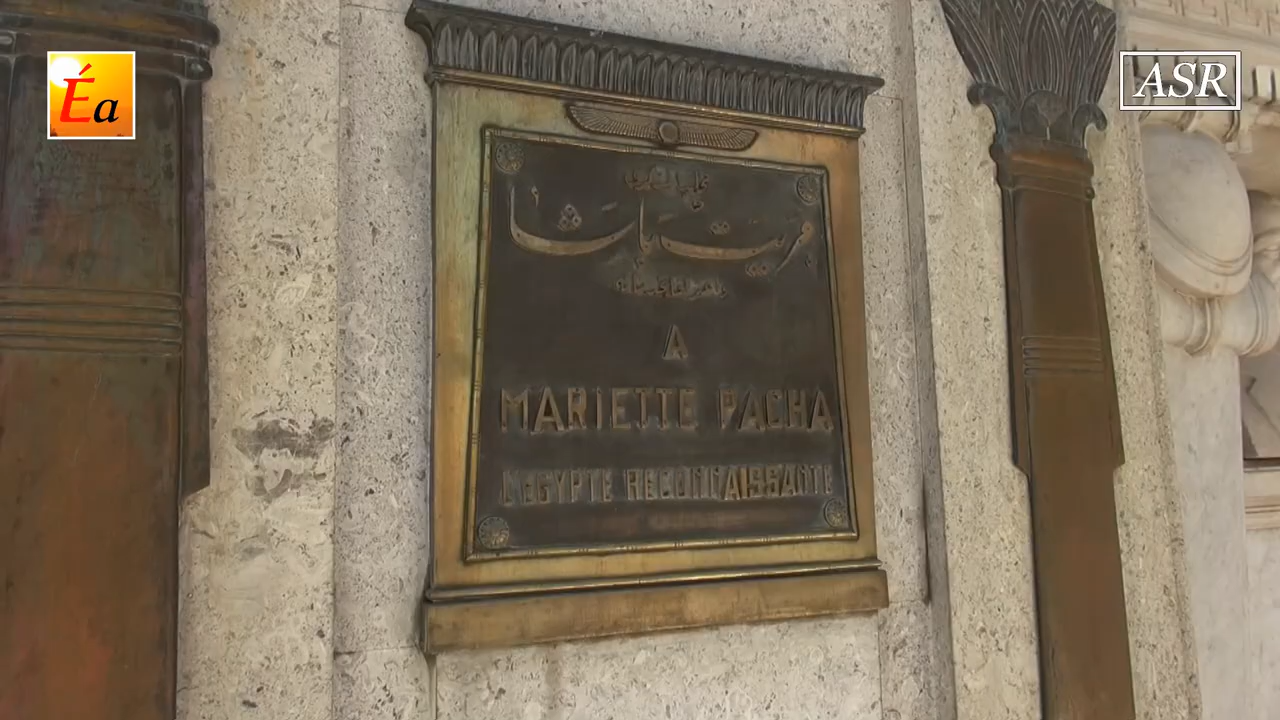 Éa
ASR
مريت باشا
A
MARIETTE PACHA
L'EGYPTE RECONNAISSANTE